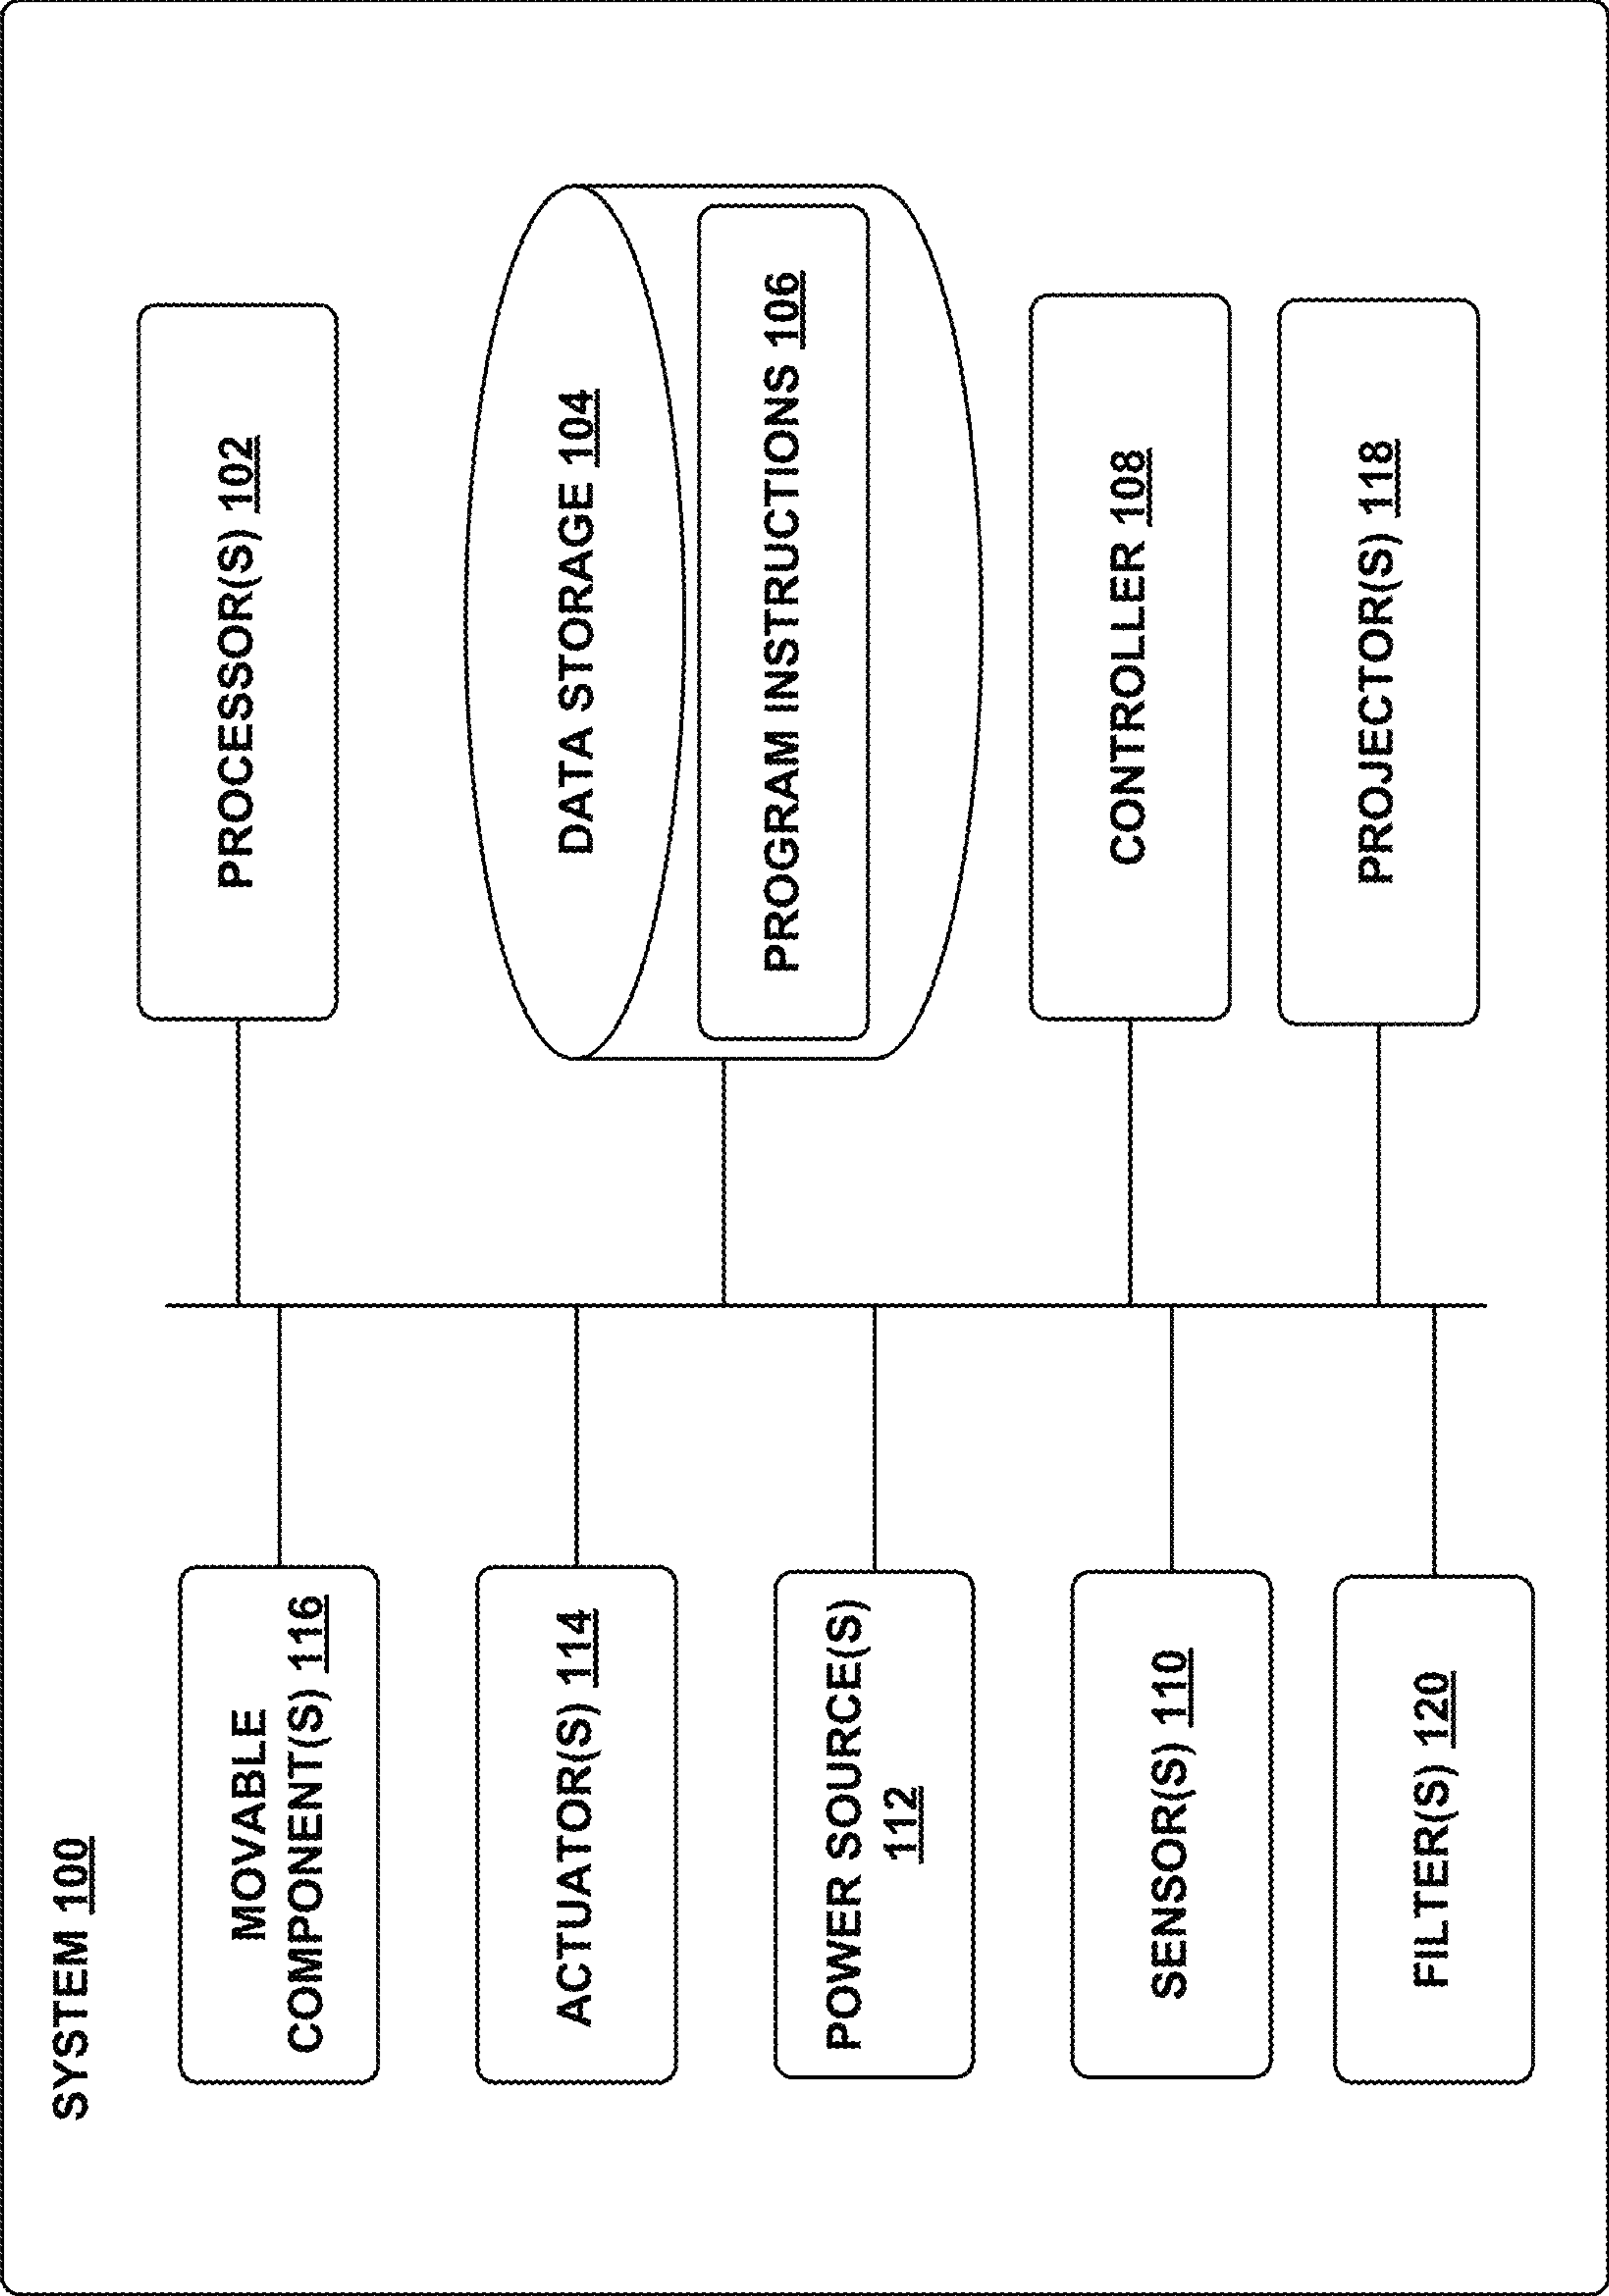 SYSTEM 100
MOVABLE
COMPONENT(S) 116
ACTUATOR(S) 114
POWER SOURCE(S)
112
SENSOR(S) 110
FILTER(S) 120
PROCESSOR(S) 102
DATA STORAGE 104
PROGRAM INSTRUCTIONS 106
CONTROLLER 108
PROJECTOR(S) 118